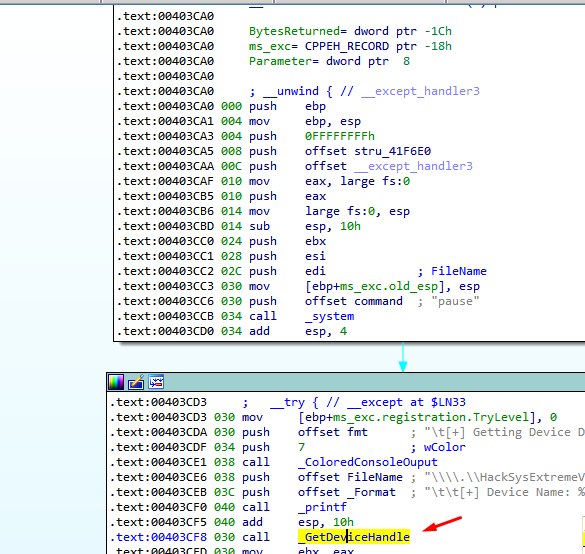 .text:00403CA0
.text:00403CA0 BytesReturned= dword ptr -1Ch
.text:00403CA0 ms_exc= CPPEH_RECORD ptr -18h
.text:00403CA0 Parameter= dword ptr 8
.text:00403CA0
.text:00403CA0 ; __unwind { // __except_handler3
.text:00403CA0 000 push ebp
.text:00403CA1 004 mov ebp, esp
.text:00403CA3 004 push 0FFFFFFFFh
.text:00403CA5 008 push offset stru_41F6E0
.text:00403CAA 00C push offset __except_handler3
.text:00403CAF 010 mov eax, large fs:0
.text:00403CB5 010 push eax
.text:00403CB6 014 mov large fs:0, esp
.text:00403CBD 014 sub esp, 10h
.text:00403CC0 024 push ebx
.text:00403CC1 028 push esi
.text:00403CC2 02C push edi ; FileName
.text:00403CC3 030 mov [ebp+ms_exc.old_esp], esp
.text:00403CC6 030 push offset command ; "pause"
.text:00403CCB 034 call _system
.text:00403CD0 034 add esp, 4
.text:00403CD3 ; __try { // __except at $LN33
.text:00403CD3 030 mov [ebp+ms_exc.registration.TryLevel], 0
.text:00403CDA 030 push offset fmt ; "\t[+] Getting Device D
.text:00403CDF 034 push 7 ; wColor
.text:00403CE1 038 call _ColoredConsoleOuput
.text:00403CE6 038 push offset FileName ; "\\\\.\\HackSysExtremeV
.text:00403CEB 03C push offset _Format ; "\t\t[+] Device Name: %
.text:00403CF0 040 call _printf
.text:00403CF5 040 add esp, 10h
.text:00403CF8 030 call _GetDeviceHandle
.text:00403CFD 030 mov ebx, eax